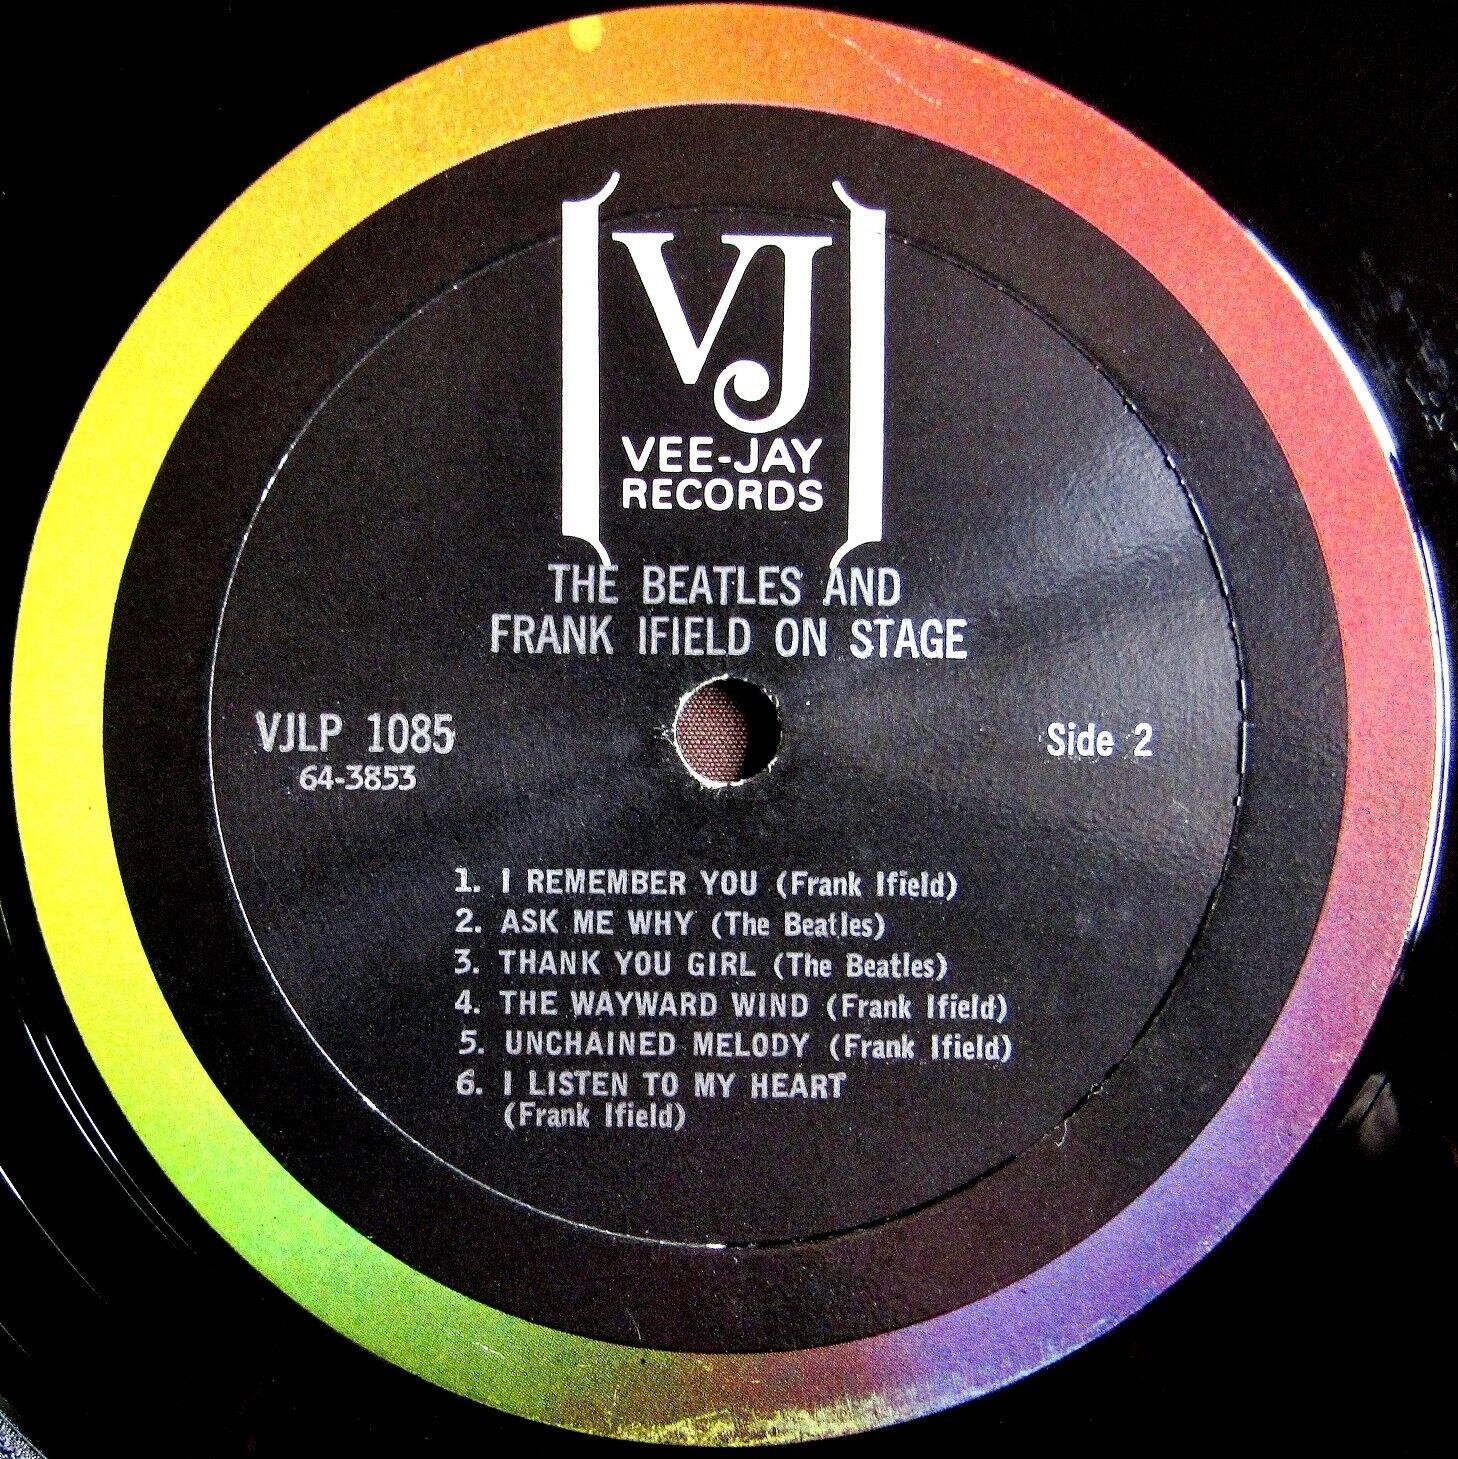 VJ
VEE-JAY
RECORDS
THE BEATLES AND
FRANK IFIELD ON STAGE
VJLP 1085
64-3853
Side 2
1. I REMEMBER YOU (Frank Ifield)
2. ASK ME WHY (The Beatles)
3. THANK YOU GIRL (The Beatles)
4. THE WAYWARD WIND (Frank Ifield)
5. UNCHAINED MELODY (Frank Ifield)
6. I LISTEN TO MY HEART
(Frank Ifield)